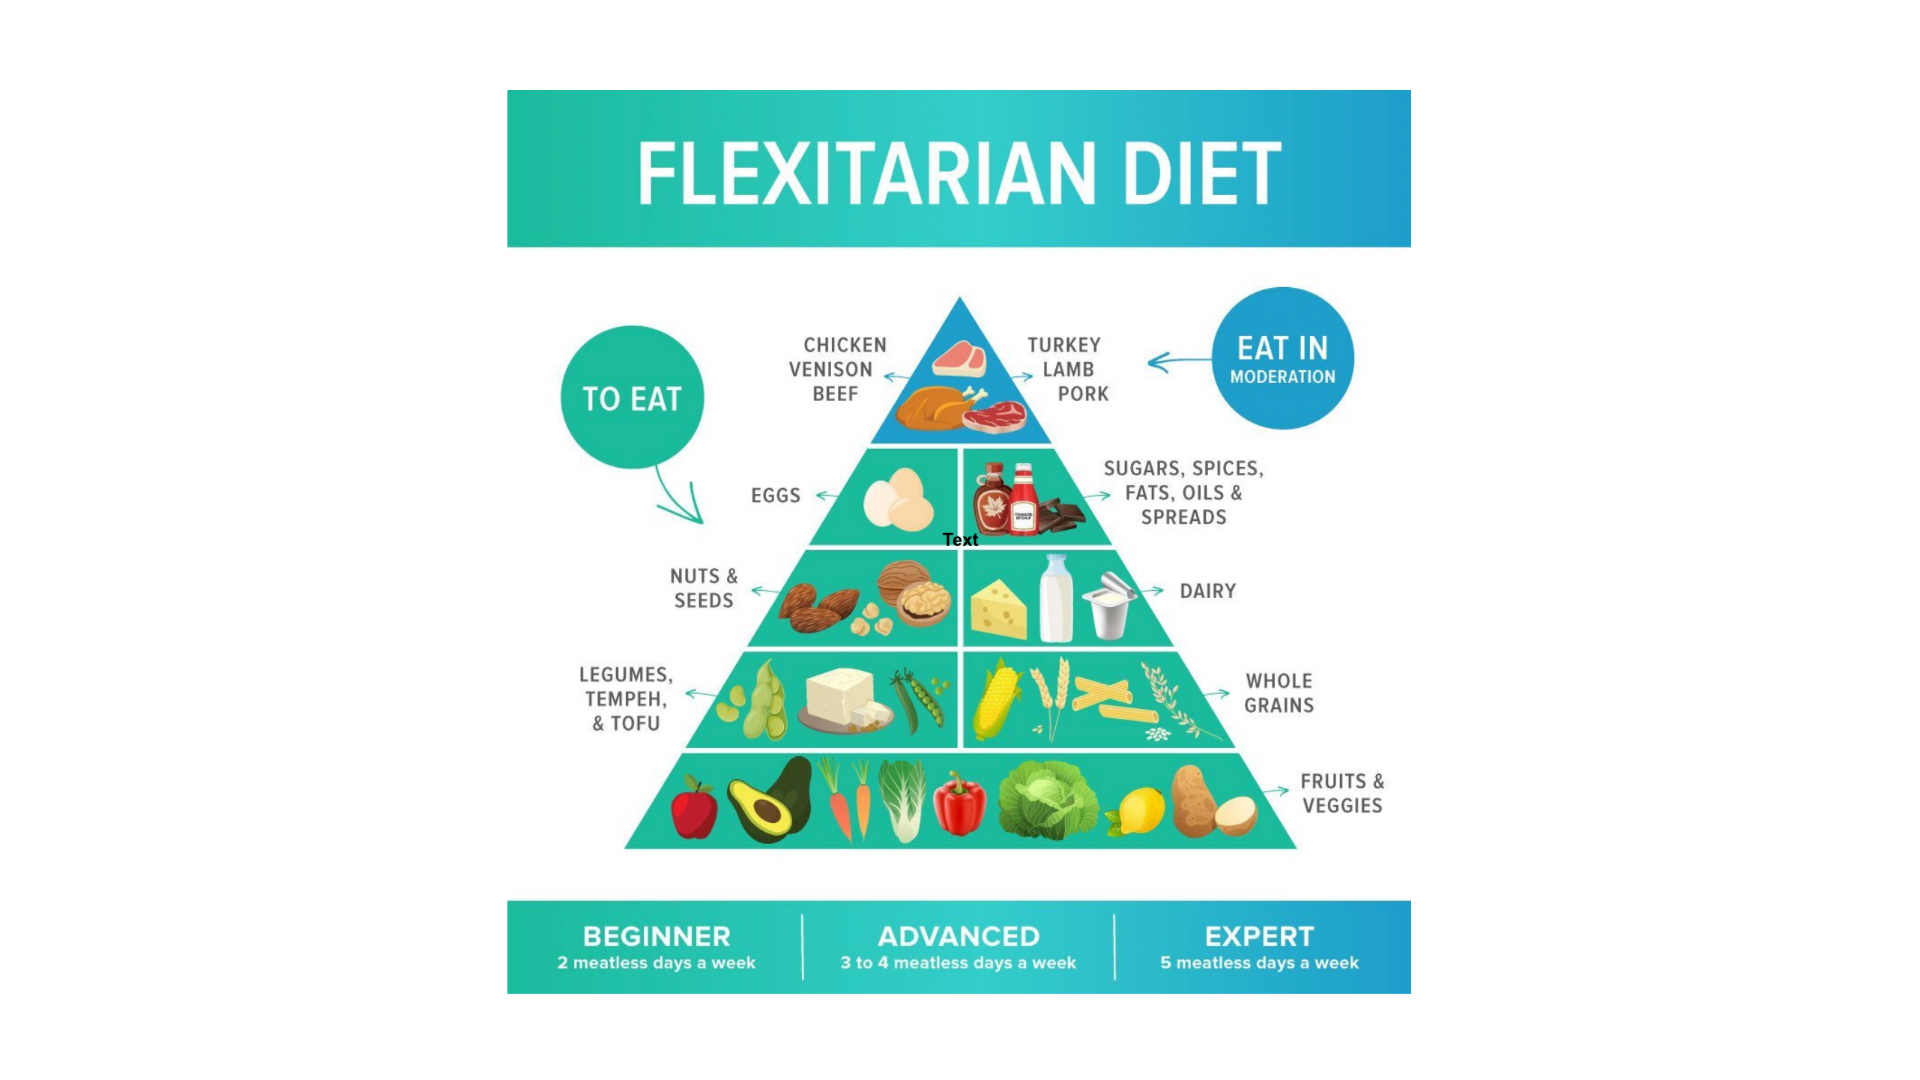 FLEXITARIAN DIET
TO EAT
EAT IN
MODERATION
CHICKEN
VENISON
BEEF
TURKEY
LAMB
PORK
EGGS
SUGARS, SPICES,
FATS, OILS &
SPREADS
Text
NUTS &
SEEDS
DAIRY
LEGUMES,
TEMPEH,
& TOFU
WHOLE
GRAINS
FRUITS &
VEGGIES
BEGINNER
2 meatless days a week
ADVANCED
3 to 4 meatless days a week
EXPERT
5 meatless days a week